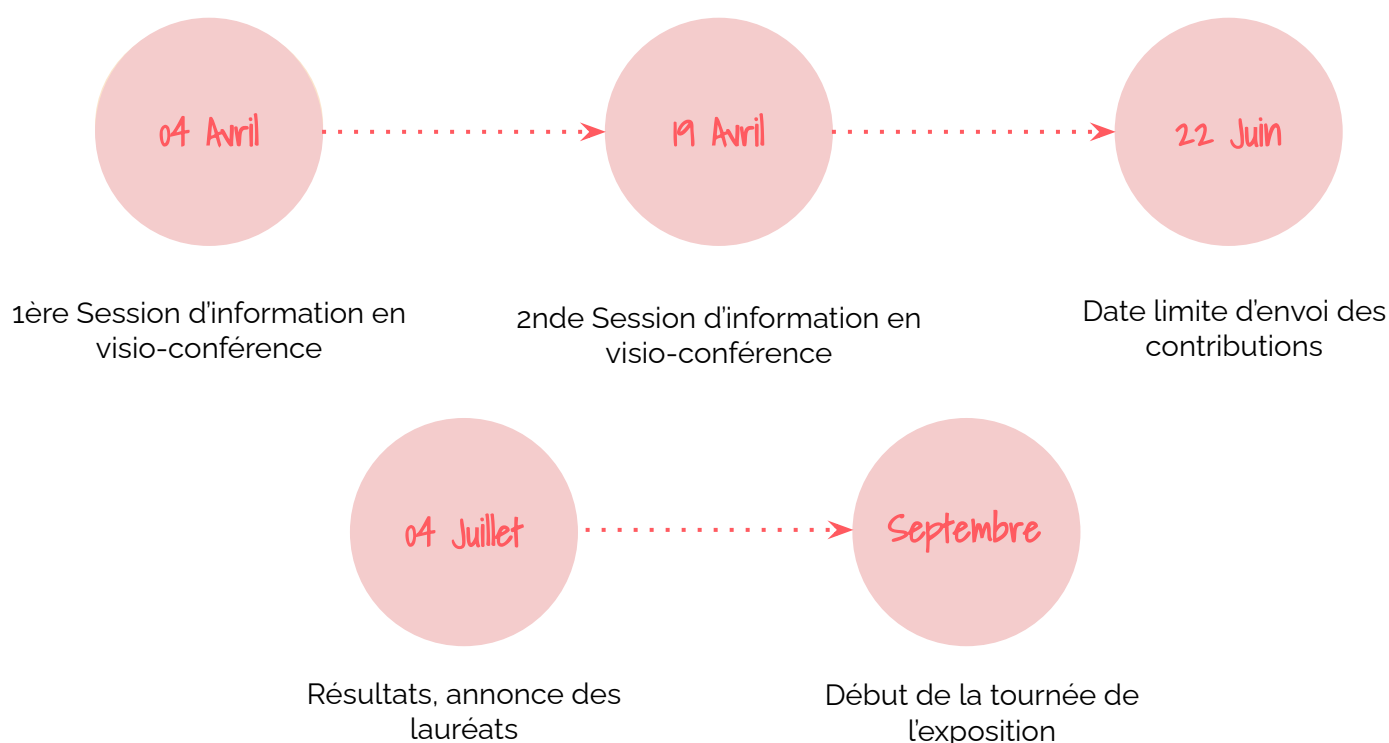 04 Avril
19 Avril
22 Juin
1ère Session d'information en
visio-conférence
2nde Session d'information en
visio-conférence
Date limite d'envoi des
contributions
04 Juillet
Septembre
Résultats, annonce des
lauréats
Début de la tournée de
l'exposition